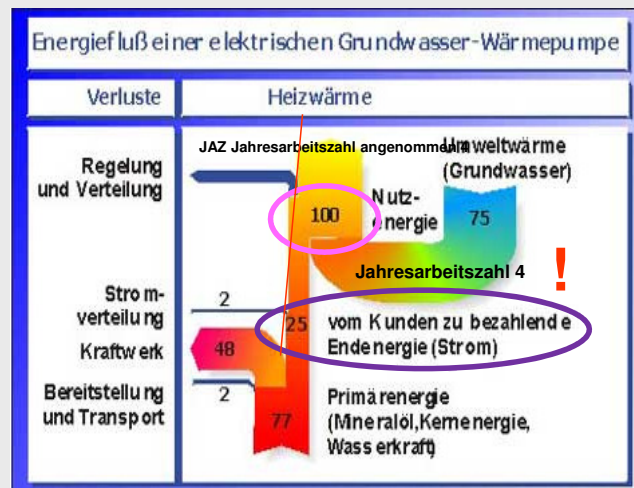 Energiefluß einer elektrischen Grundwasser-Wärmepumpe
Verluste
Heizwärme
JAZ Jahresarbeitszahl angenommen 4
Umweltwärme
(Grundwasser)
Regelung
und Verteilung
100
Nutz-
energie
75
Jahresarbeitszahl 4
!
Strom-
verteilung
2
25
vom Kunden zu bezahlende
Endenergie (Strom)
Kraftwerk
48
Bereitstellung
und Transport
2
77
Primärenergie
(Mineralöl,Kernenergie,
Wasserkraft)